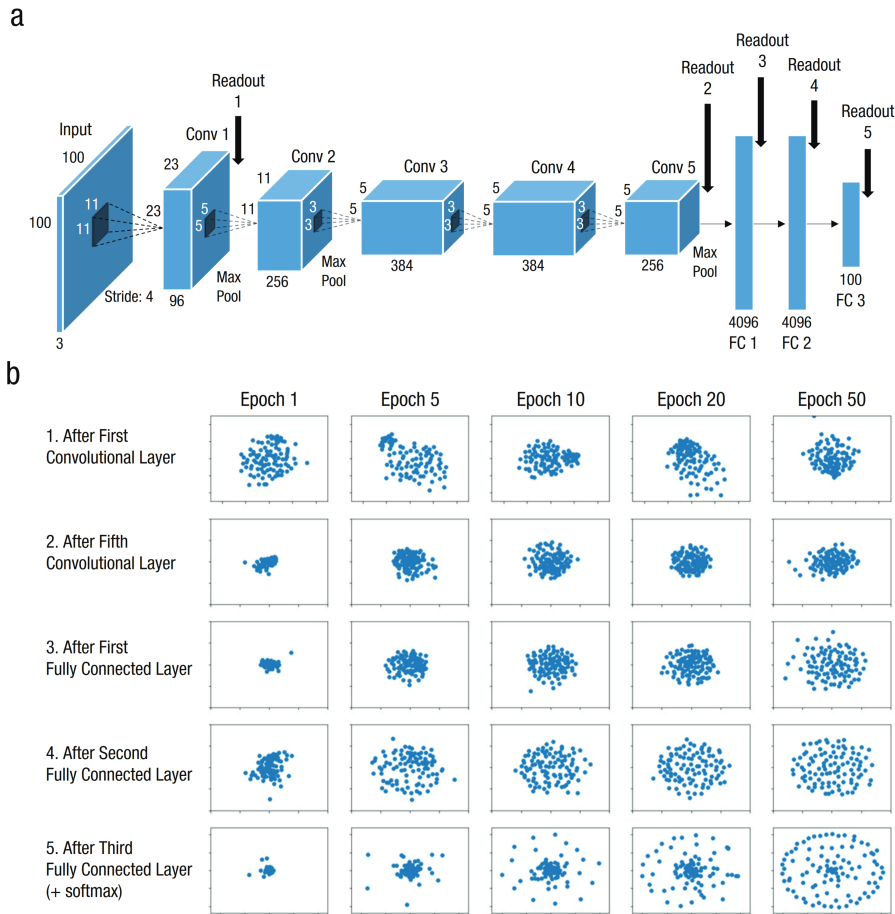 a
Readout
3
Readout
2
Readout
4
Readout
1
Readout
5
Input
100
Conv 1
23
Conv 2
11
Conv 3
5
Conv 4
5
Conv 5
5
100
11
11
23
5
5
11
3
3
5
3
3
5
3
3
5
Stride: 4
96
Max
Pool
256
Max
Pool
384
384
256
Max
Pool
3
4096
FC 1
4096
FC 2
100
FC 3
b
Epoch 1
Epoch 5
Epoch 10
Epoch 20
Epoch 50
1. After First
Convolutional Layer
2. After Fifth
Convolutional Layer
3. After First
Fully Connected Layer
4. After Second
Fully Connected Layer
5. After Third
Fully Connected Layer
(+ softmax)